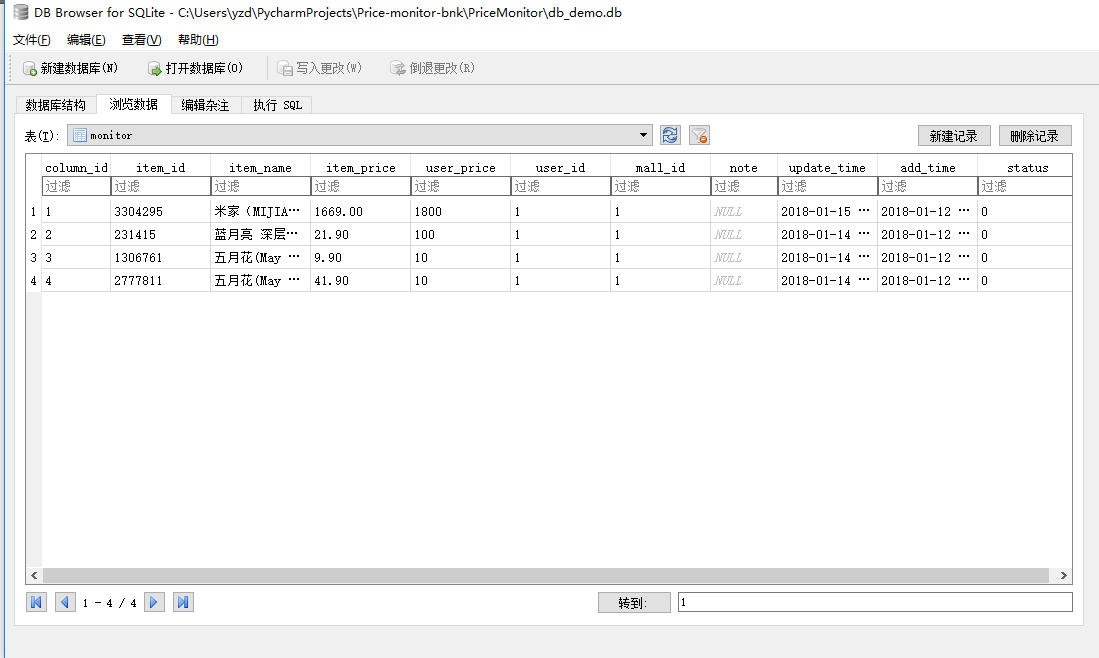 DB Browser for SQLite - C:\Users\yzd\PycharmProjects\Price-monitor-bnk\PriceMonitor\db_demo.db
文件(F) 编辑(E) 查看(V) 帮助(H)
新建数据库(N) 打开数据库(O) 写入更改(W) 倒退更改(R)
数据库结构 浏览数据 编辑杂注 执行 SQL
表(T): monitor 新建记录 删除记录
column_id item_id item_name item_price user_price user_id mall_id note update_time add_time status
过滤 过滤 过滤 过滤 过滤 过滤 过滤 过滤 过滤 过滤 过滤
1 1 3304295 米家（MIJIA… 1669.00 1800 1 1 NULL 2018-01-15 … 2018-01-12 … 0
2 2 231415 蓝月亮 深层… 21.90 100 1 1 NULL 2018-01-14 … 2018-01-12 … 0
3 3 1306761 五月花(May … 9.90 10 1 1 NULL 2018-01-14 … 2018-01-12 … 0
4 4 2777811 五月花(May … 41.90 10 1 1 NULL 2018-01-14 … 2018-01-12 … 0
1 - 4 / 4 转到: 1